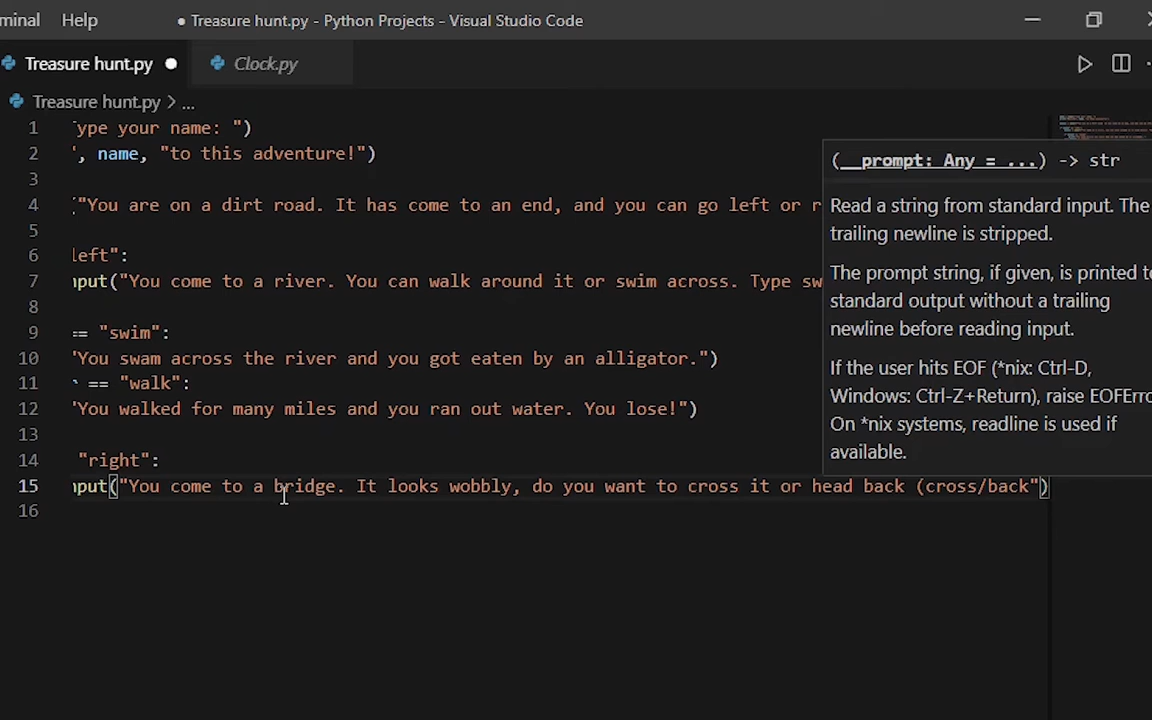 minal Help ● Treasure hunt.py - Python Projects - Visual Studio Code
Treasure hunt.py ● Clock.py
Treasure hunt.py > ...
1 Type your name: ")
2 ", name, "to this adventure!")
3
4 ("You are on a dirt road. It has come to an end, and you can go left or r
5
6 left":
7 nput("You come to a river. You can walk around it or swim across. Type sw
8
9 == "swim":
10 "You swam across the river and you got eaten by an alligator.")
11 == "walk":
12 "You walked for many miles and you ran out water. You lose!")
13
14 "right":
15 nput("You come to a bridge. It looks wobbly, do you want to cross it or head back (cross/back")
16
(__prompt: Any = ...) -> str
Read a string from standard input. The
trailing newline is stripped.
The prompt string, if given, is printed to
standard output without a trailing
newline before reading input.
If the user hits EOF (*nix: Ctrl-D,
Windows: Ctrl-Z+Return), raise EOFErro
On *nix systems, readline is used if
available.